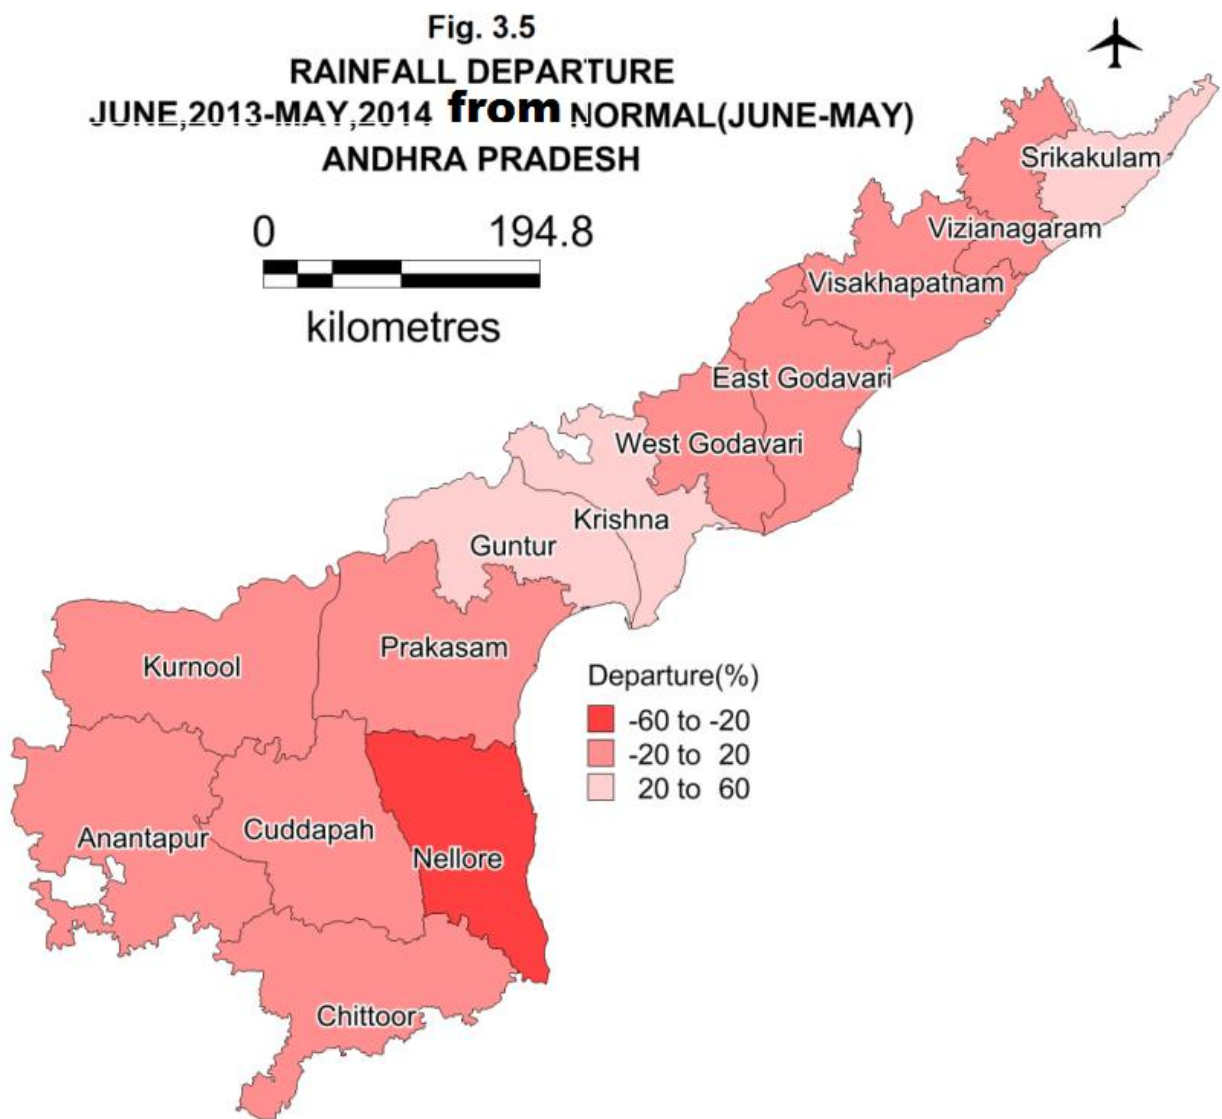 Fig. 3.5
RAINFALL DEPARTURE
JUNE,2013-MAY,2014 from NORMAL(JUNE-MAY)
ANDHRA PRADESH
0 194.8
kilometres
Srikakulam
Vizianagaram
Visakhapatnam
East Godavari
West Godavari
Krishna
Guntur
Prakasam
Kurnool
Departure(%)
-60 to -20
-20 to 20
20 to 60
Cuddapah
Anantapur
Nellore
Chittoor